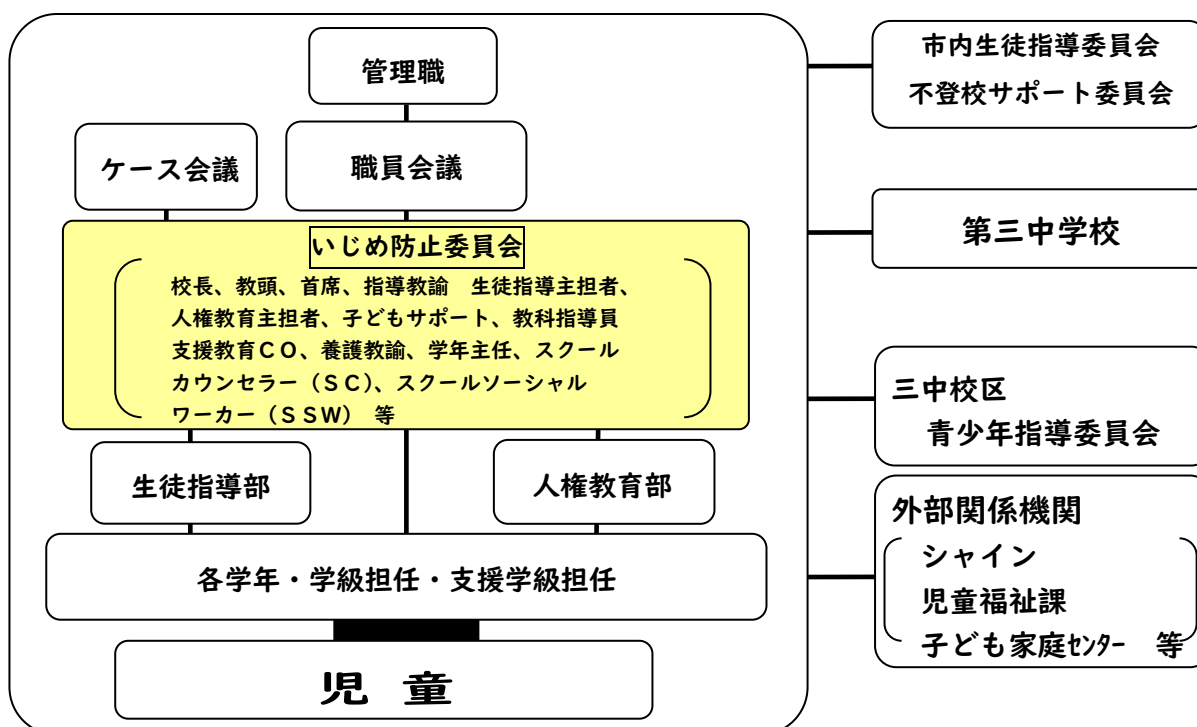 管理職
ケース会議
職員会議
いじめ防止委員会
校長、教頭、首席、指導教諭　生徒指導主担者、
人権教育主担者、子どもサポート、教科指導員
支援教育ＣＯ、養護教諭、学年主任、スクール
カウンセラー（ＳＣ）、スクールソーシャル
ワーカー（ＳＳＷ）　等
生徒指導部
人権教育部
各学年・学級担任・支援学級担任
児　童
市内生徒指導委員会
不登校サポート委員会
第三中学校
三中校区
青少年指導委員会
外部関係機関
シャイン
児童福祉課
子ども家庭ｾﾝﾀｰ　等